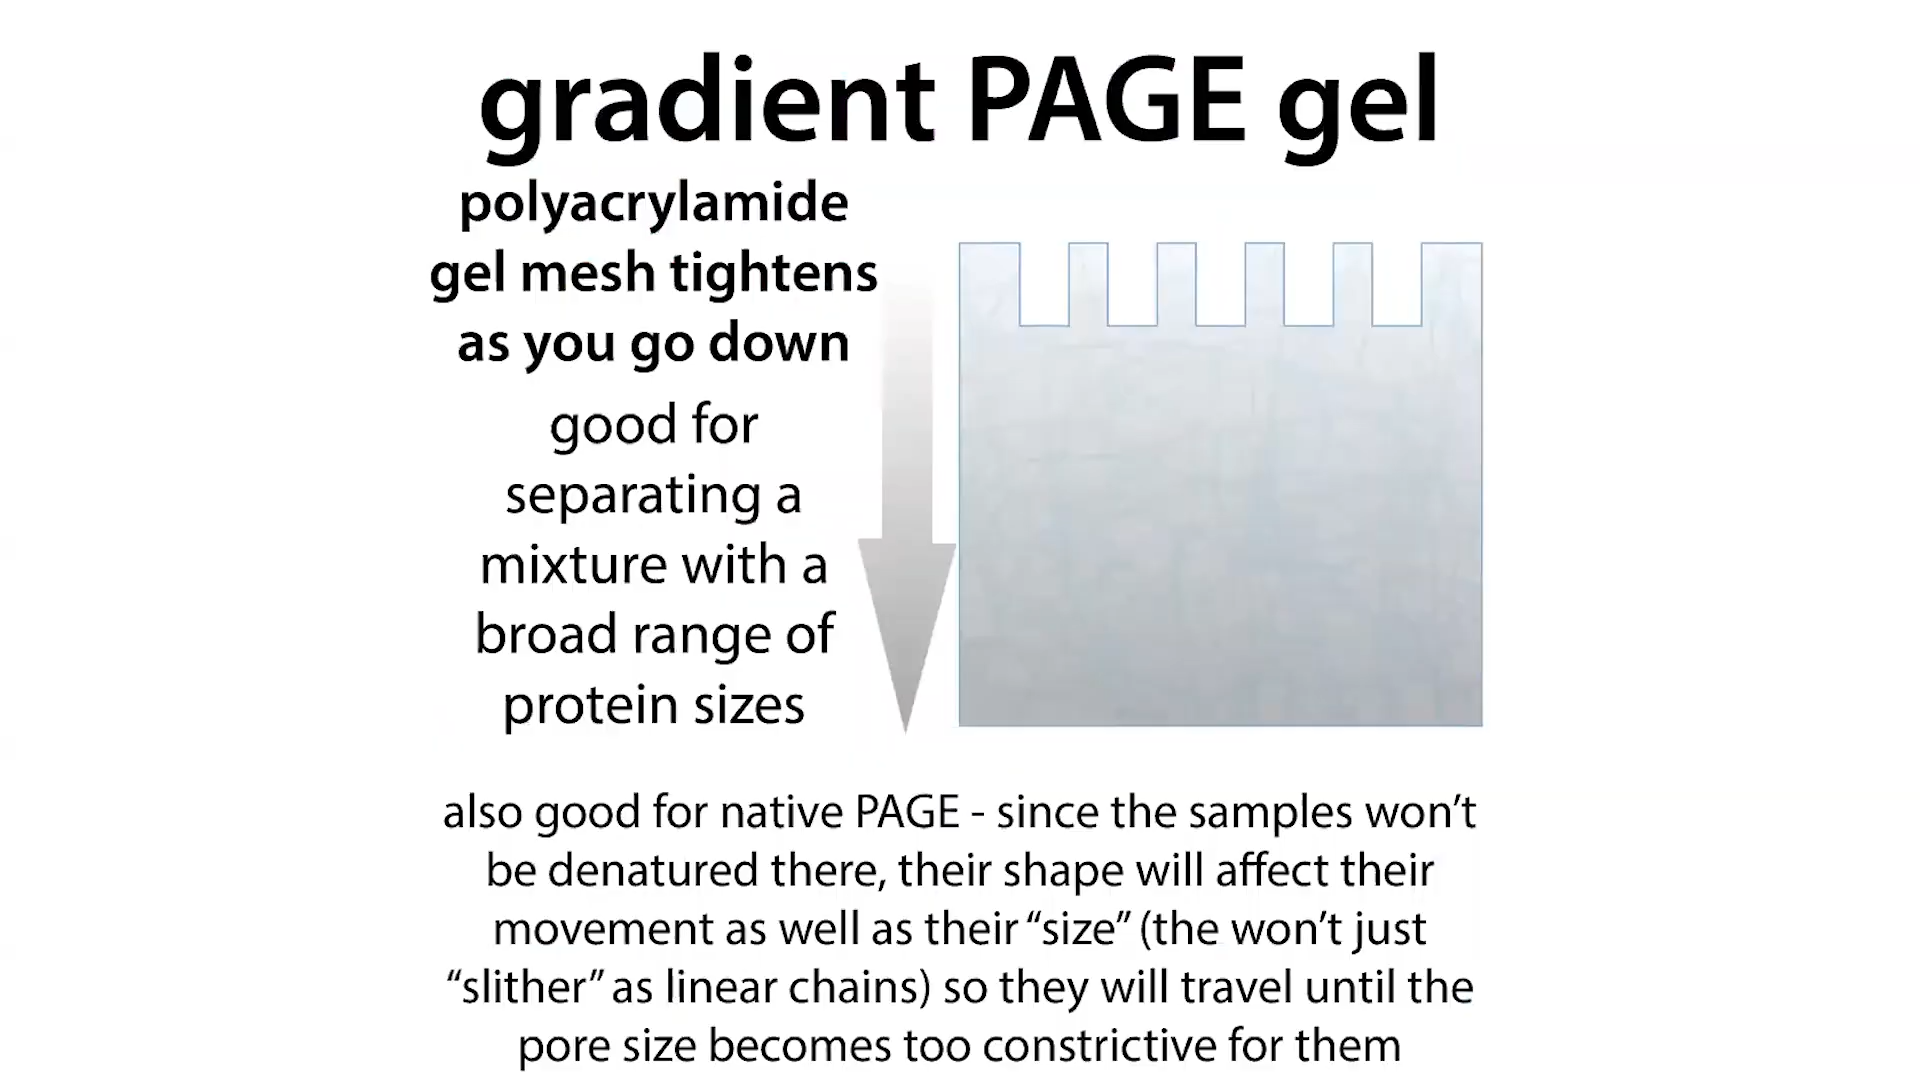 gradient PAGE gel
polyacrylamide
gel mesh tightens
as you go down
good for
separating a
mixture with a
broad range of
protein sizes
also good for native PAGE - since the samples won’t
be denatured there, their shape will affect their
movement as well as their “size” (the won’t just
“slither” as linear chains) so they will travel until the
pore size becomes too constrictive for them